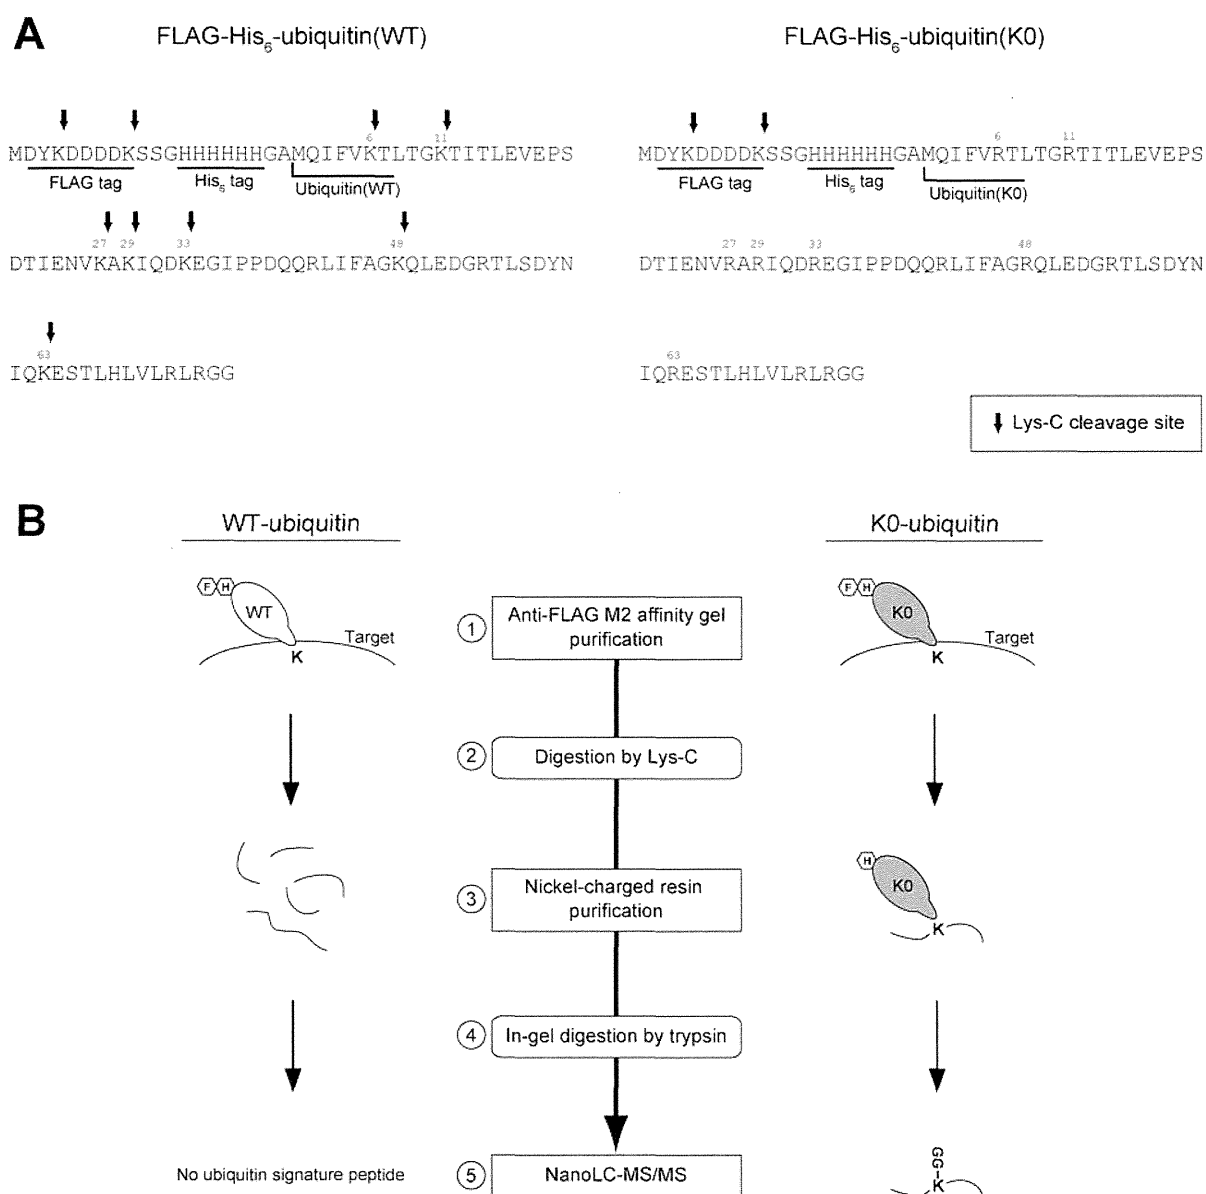 A
FLAG-His6-ubiquitin(WT)
FLAG-His6-ubiquitin(K0)
6 11
MDYKDDDDKSSGHHHHHHGAMQIFVKTLTGKTITLEVEPS
FLAG tag
His6 tag
Ubiquitin(WT)
27 29 33 48
DTIENVKAKIQDKEGIPPDQQRLIFAGKQLEDGRTLSDYN
63
IQKESTLHLVLRLRGG
6 11
MDYKDDDDKSSGHHHHHHGAMQIFVRTLTGRTITLEVEPS
FLAG tag
His6 tag
Ubiquitin(K0)
27 29 33 48
DTIENVRARIQDREGIPPDQQRLIFAGRQLEDGRTLSDYN
63
IQRESTLHLVLRLRGG
Lys-C cleavage site
B
WT-ubiquitin
K0-ubiquitin
F H
WT
Target
K
1
Anti-FLAG M2 affinity gel
purification
F H
K0
Target
K
2
Digestion by Lys-C
3
Nickel-charged resin
purification
H
K0
K
4
In-gel digestion by trypsin
No ubiquitin signature peptide
5
NanoLC-MS/MS
GG-K